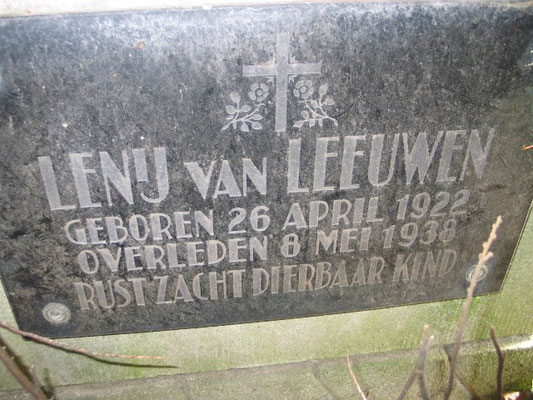 LENIJ VAN LEEUWEN
GEBOREN 26 APRIL 1922
OVERLEDEN 8 MEI 1938
RUST ZACHT DIERBAAR KIND